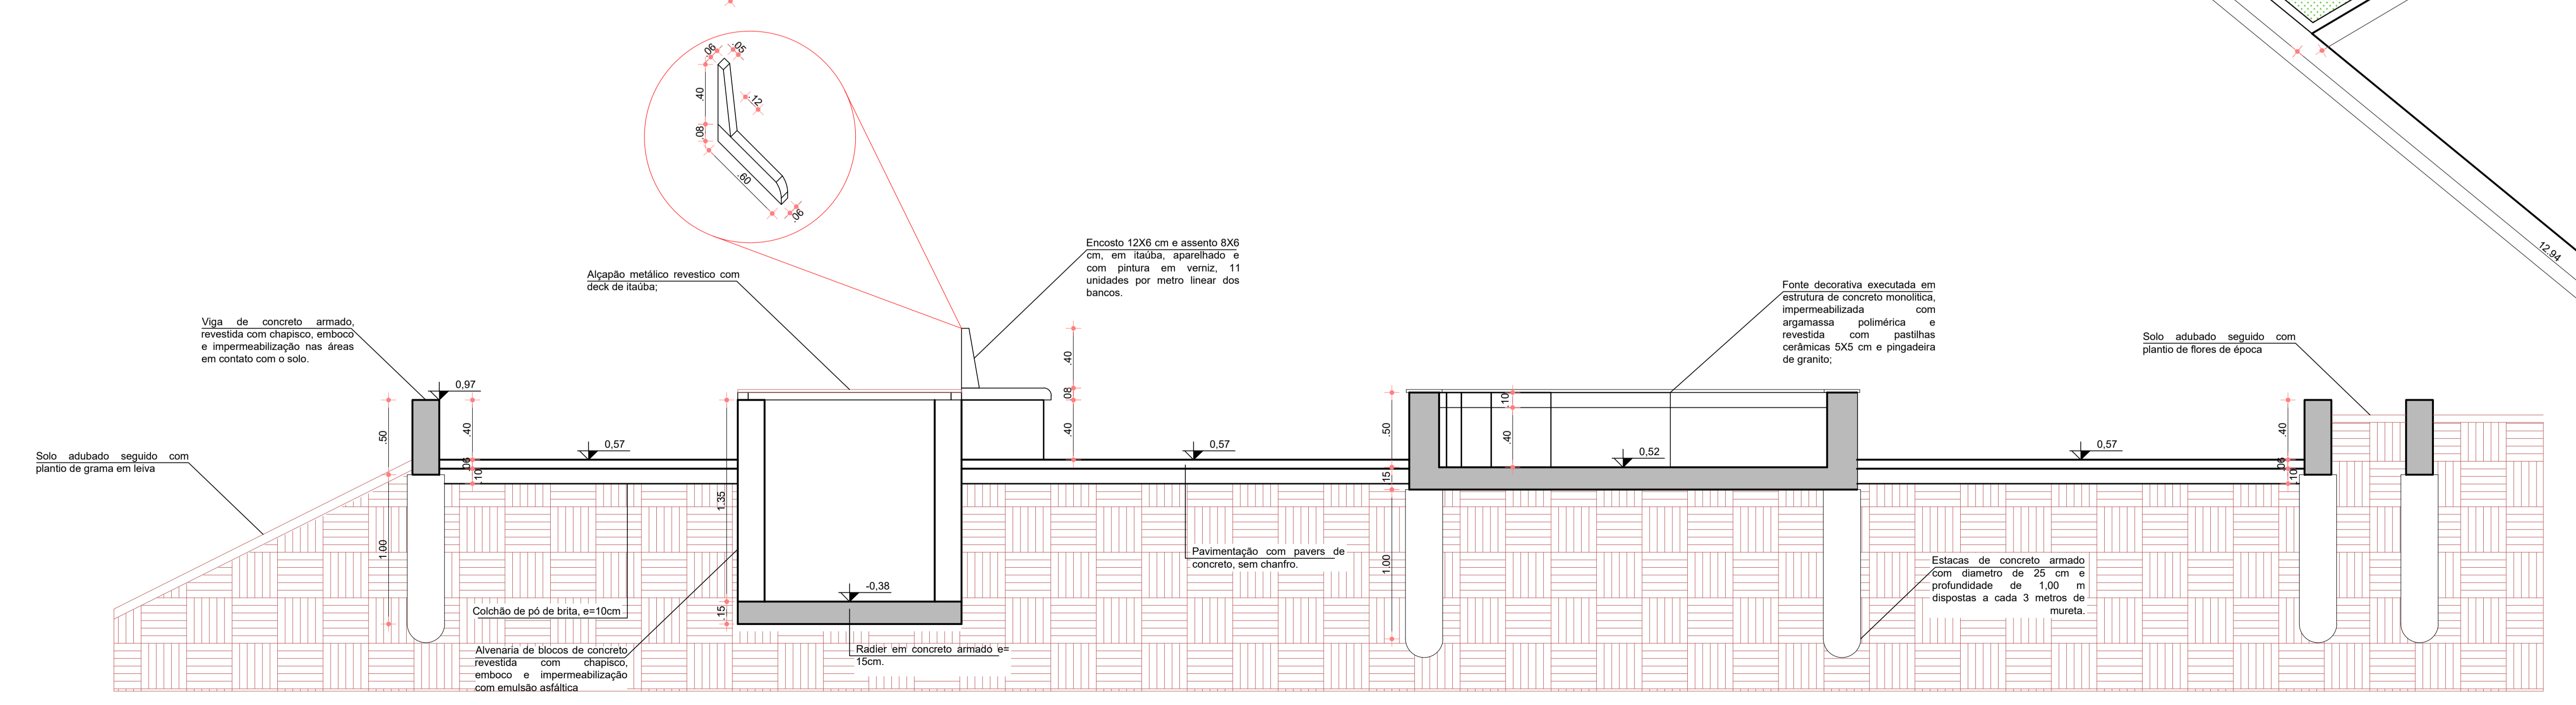 .06
.05
.40
.12
.08
.60
.06
12.94
Encosto 12X6 cm e assento 8X6
cm, em itaúba, aparelhado e
com pintura em verniz, 11
unidades por metro linear dos
bancos.
Alçapão metálico revestico com
deck de itaúba;
Fonte decorativa executada em
estrutura de concreto monolítica,
impermeabilizada com
argamassa polimérica e
revestida com pastilhas
cerâmicas 5X5 cm e pingadeira
de granito;
Viga de concreto armado,
revestida com chapisco, emboco
e impermeabilização nas áreas
em contato com o solo.
Solo adubado seguido com
plantio de flores de época
Solo adubado seguido com
plantio de grama em leiva
0,97
.50
.40
.06
.10
1.00
0,57
1.35
.15
-0,38
.40
.08
.40
0,57
.50
.15
1.00
.10
.40
0,52
0,57
.40
.06
.10
Pavimentação com pavers de
concreto, sem chanfro.
Estacas de concreto armado
com diametro de 25 cm e
profundidade de 1,00 m
dispostas a cada 3 metros de
mureta.
Colchão de pó de brita, e=10cm
Alvenaria de blocos de concreto
revestida com chapisco,
emboco e impermeabilização
com emulsão asfáltica
Radier em concreto armado e=
15cm.